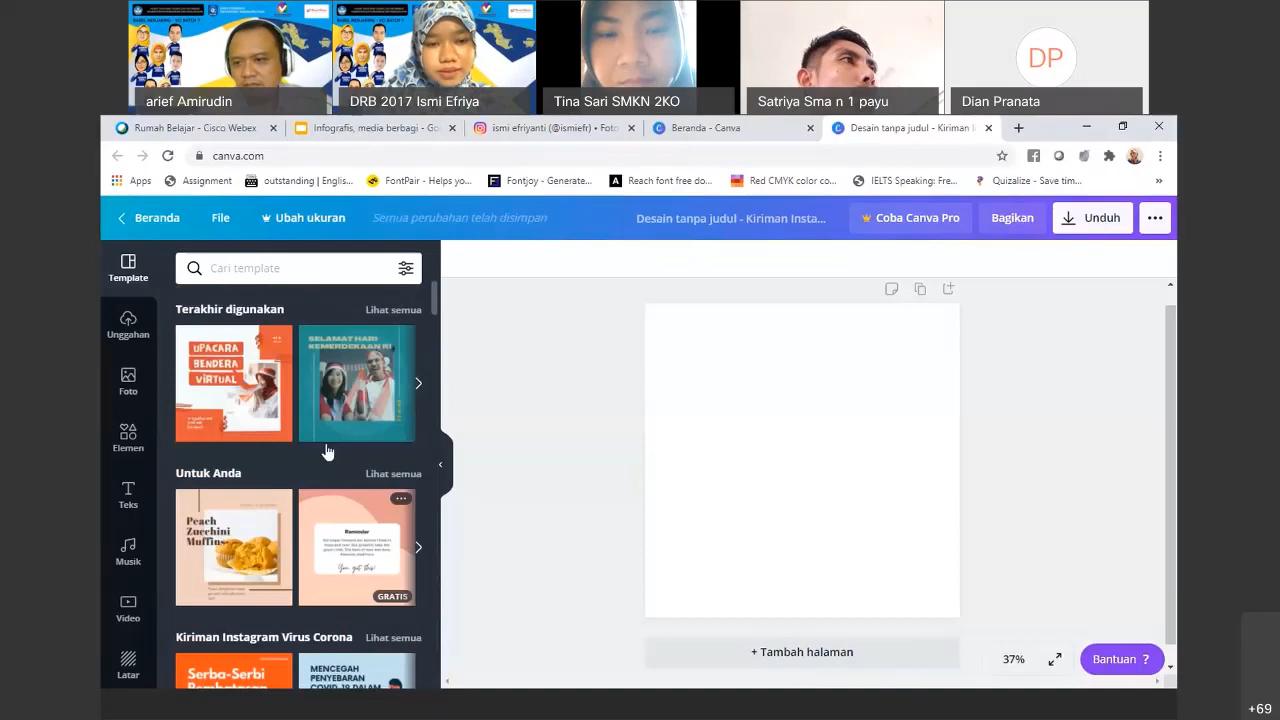 arief Amirudin
DRB 2017 Ismi Efriya
Tina Sari SMKN 2KO
Satriya Sma n 1 payu
DP
Dian Pranata
Rumah Belajar - Cisco Webex
Infografis, media berbagi - Go
ismi efriyanti (@ismiefr) • Foto
Beranda - Canva
Desain tanpa judul - Kiriman I
canva.com
Apps
Assignment
outstanding | Englis...
FontPair - Helps yo...
Fontjoy - Generate...
Reach font free do...
Red CMYK color co...
IELTS Speaking: Fre...
Quizalize - Save tim...
Beranda
File
Ubah ukuran
Semua perubahan telah disimpan
Desain tanpa judul - Kiriman Insta...
Coba Canva Pro
Bagikan
Unduh
Template
Unggahan
Foto
Elemen
Teks
Musik
Video
Latar
Cari template
Terakhir digunakan
Lihat semua
UPACARA
BENDERA
VIRTUAL
SELAMAT HARI
KEMERDEKAAN RI
Untuk Anda
Lihat semua
Peach
Zucchini
Muffins
Reminder
You got this!
GRATIS
Kiriman Instagram Virus Corona
Lihat semua
Serba-Serbi
Pembatasan
MENCEGAH
PENYEBARAN
COVID-19 DALAM
+ Tambah halaman
37%
Bantuan ?
+69